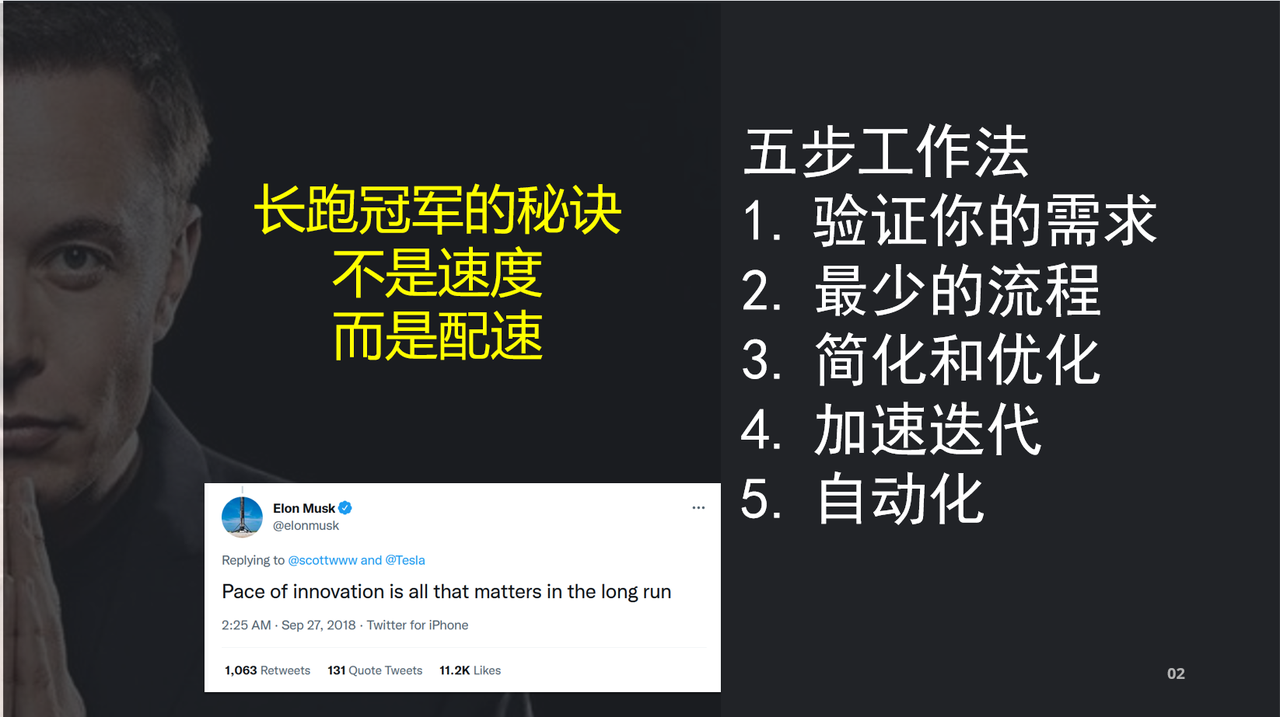 长跑冠军的秘诀
不是速度
而是配速
Elon Musk
@elonmusk
Replying to @scottwww and @Tesla
Pace of innovation is all that matters in the long run
2:25 AM · Sep 27, 2018 · Twitter for iPhone
1,063 Retweets 131 Quote Tweets 11.2K Likes
五步工作法
1. 验证你的需求
2. 最少的流程
3. 简化和优化
4. 加速迭代
5. 自动化
02